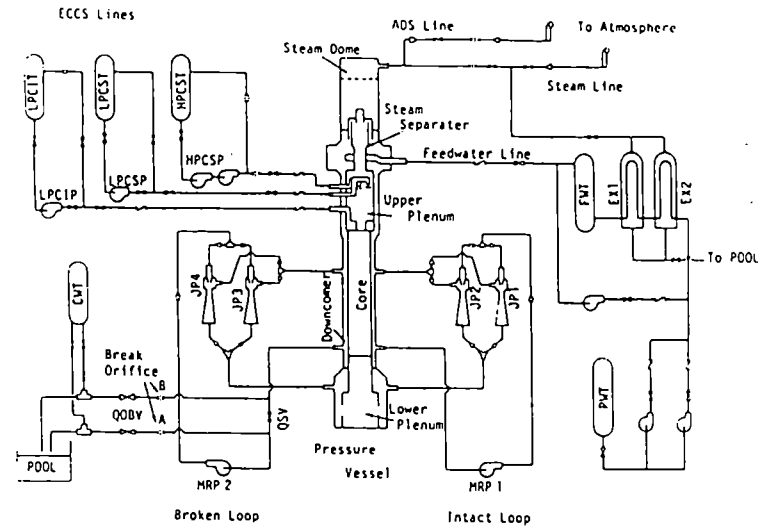 ECCS Lines
ADS Line
To Atmosphere
Steam Dome
Steam Line
LPCIT
LPCST
HPCST
Steam
Separater
HPCSP
Feedwater Line
LPCSP
LPCIP
FWT
EX1
EX2
Upper
Plenum
To POOL
JP4
JP3
Core
JP2
JP1
Downcomer
CWT
Break
Orifice
B
QOBV
A
QSV
PWT
Lower
Plenum
POOL
Pressure
Vessel
MRP 2
MRP 1
Broken Loop
Intact Loop